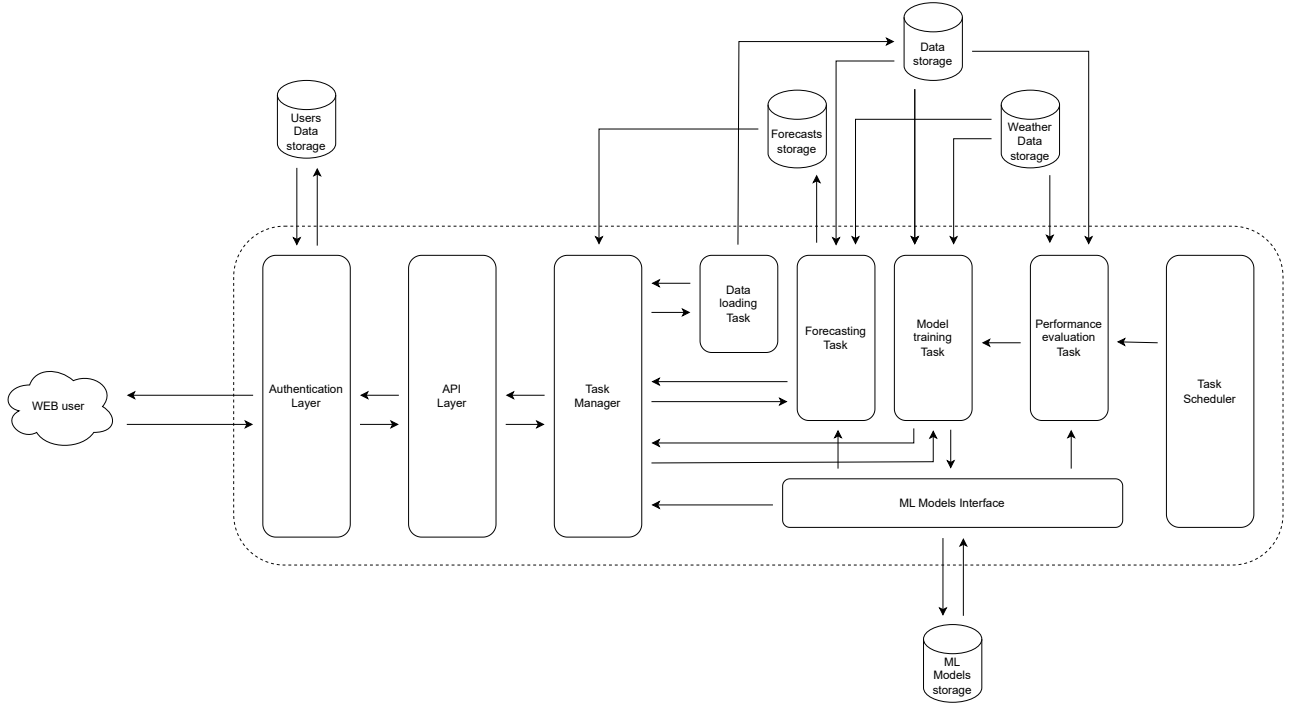 Data
storage
Users
Data
storage
Forecasts
storage
Weather
Data
storage
Data
loading
Task
Forecasting
Task
Model
training
Task
Performance
evaluation
Task
Task
Scheduler
WEB user
Authentication
Layer
API
Layer
Task
Manager
ML Models Interface
ML
Models
storage